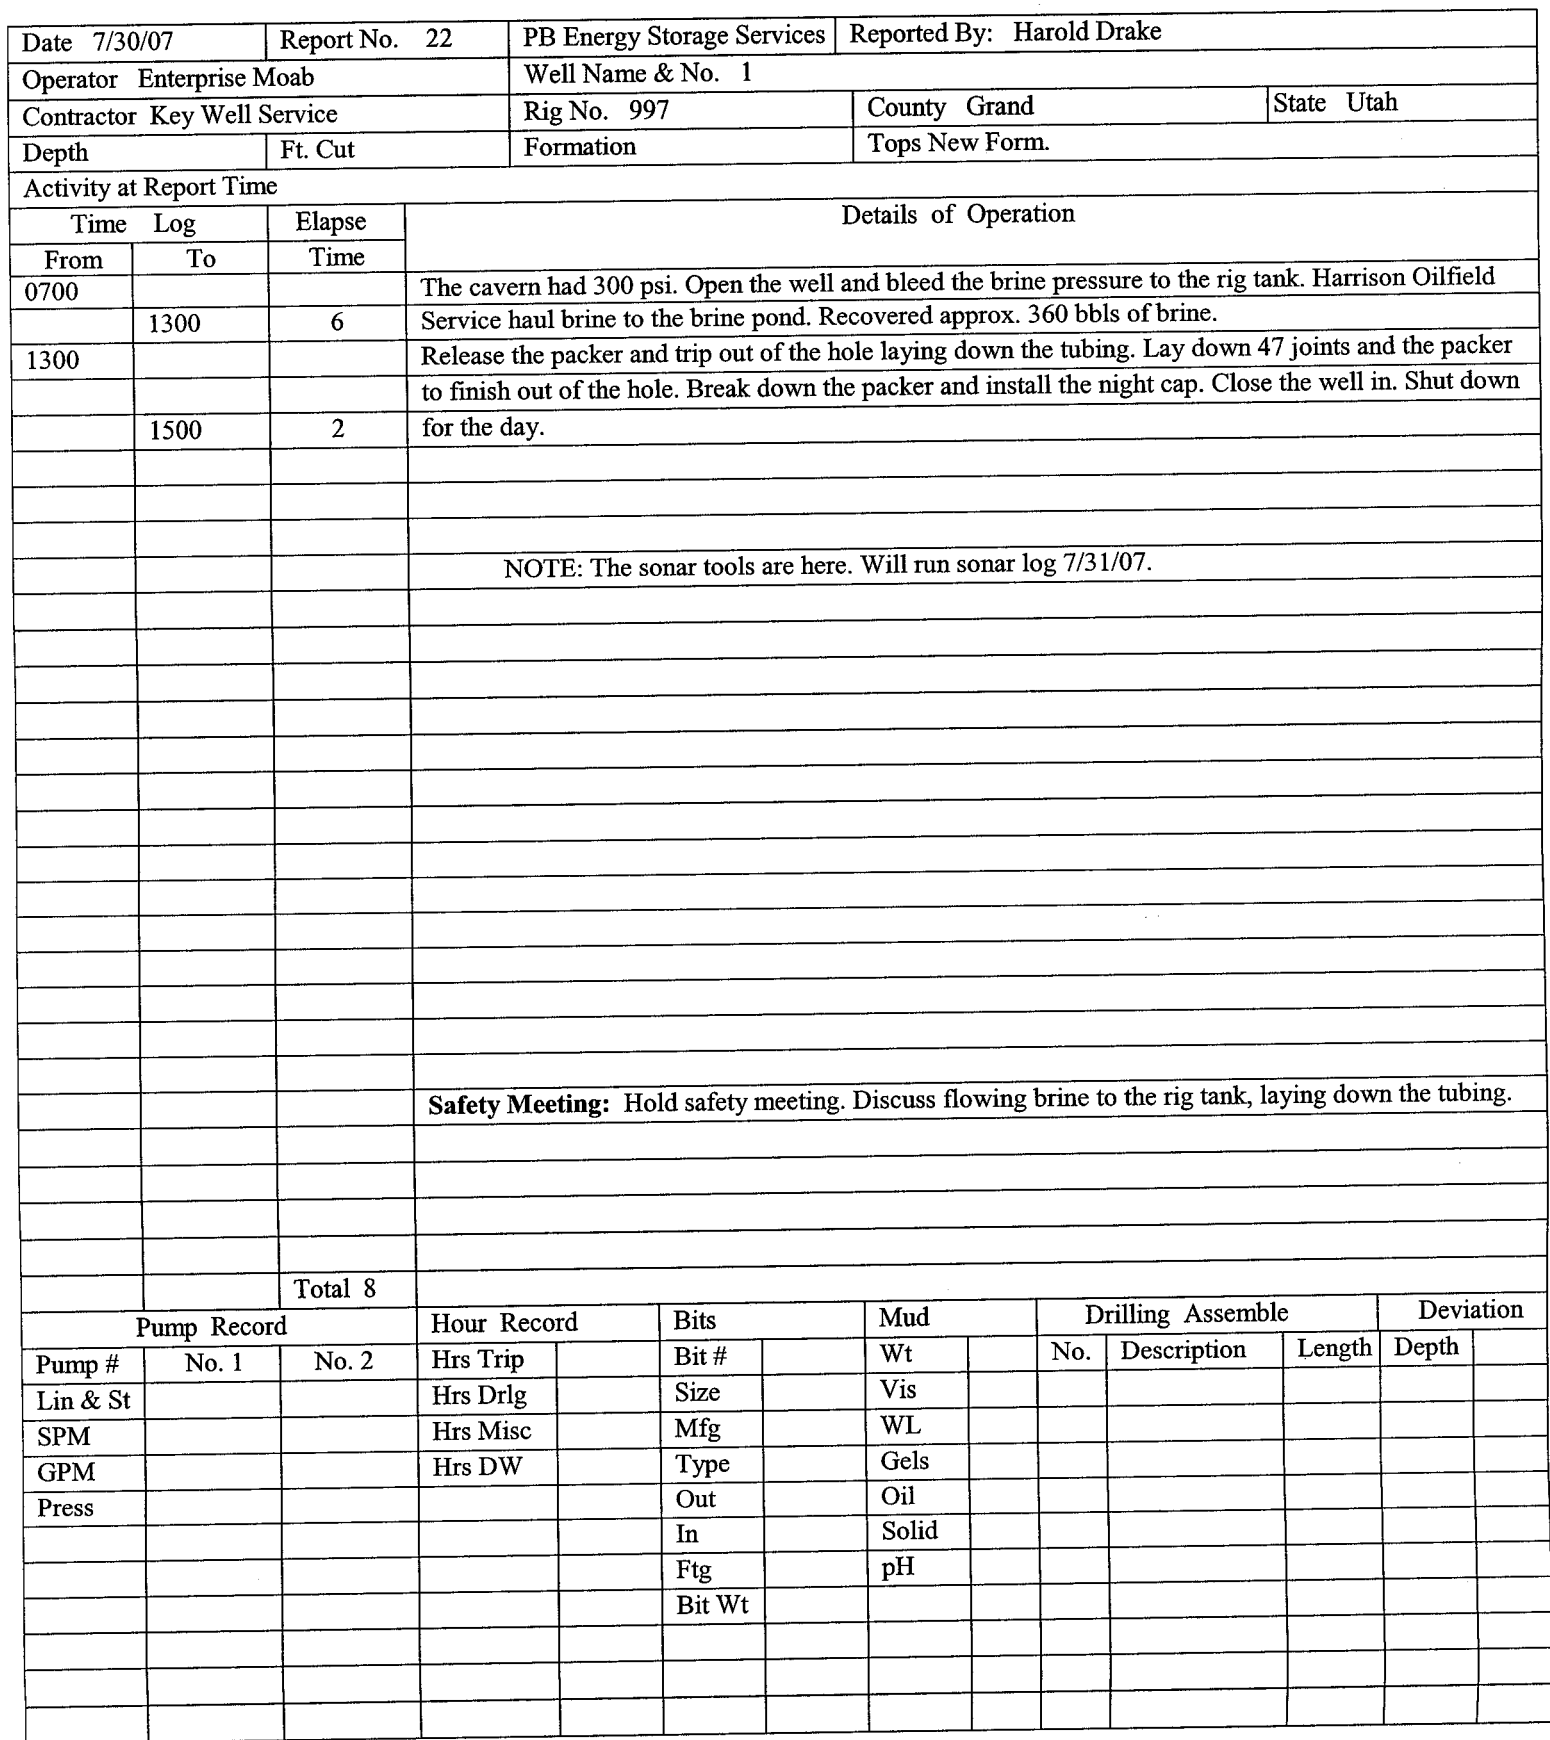 Date 7/30/07 Report No. 22 PB Energy Storage Services Reported By: Harold Drake
Operator Enterprise Moab Well Name & No. 1
Contractor Key Well Service Rig No. 997 County Grand State Utah
Depth Ft. Cut Formation Tops New Form.
Activity at Report Time
Time Log Elapse Details of Operation
From To Time
0700 The cavern had 300 psi. Open the well and bleed the brine pressure to the rig tank. Harrison Oilfield
1300 6 Service haul brine to the brine pond. Recovered approx. 360 bbls of brine.
1300 Release the packer and trip out of the hole laying down the tubing. Lay down 47 joints and the packer
to finish out of the hole. Break down the packer and install the night cap. Close the well in. Shut down
1500 2 for the day.
NOTE: The sonar tools are here. Will run sonar log 7/31/07.
Safety Meeting: Hold safety meeting. Discuss flowing brine to the rig tank, laying down the tubing.
Total 8
Pump Record Hour Record Bits Mud Drilling Assemble Deviation
Pump # No. 1 No. 2 Hrs Trip Bit # Wt No. Description Length Depth
Lin & St Hrs Drlg Size Vis
SPM Hrs Misc Mfg WL
GPM Hrs DW Type Gels
Press Out Oil
In Solid
Ftg pH
Bit Wt